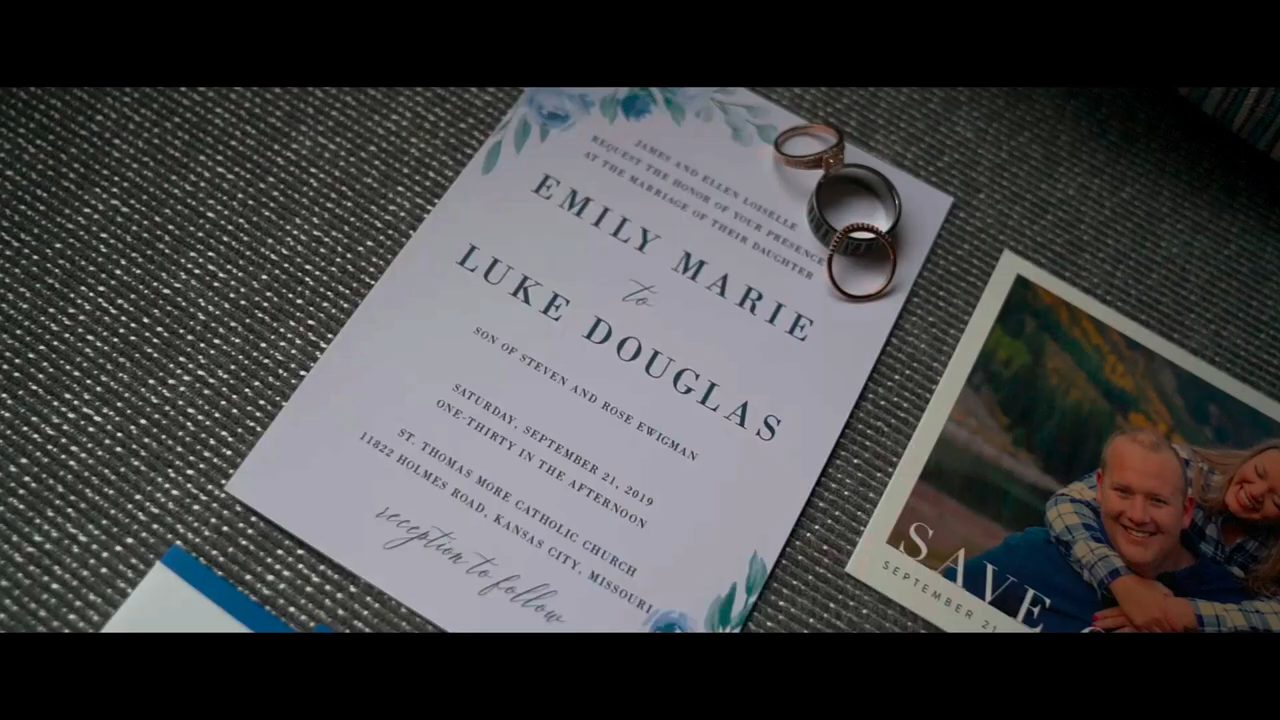 JAMES AND ELLEN LOISELLE
REQUEST THE HONOR OF YOUR PRESENCE
AT THE MARRIAGE OF THEIR DAUGHTER
EMILY MARIE
to
LUKE DOUGLAS
SON OF STEVEN AND ROSE EWIGMAN
SATURDAY, SEPTEMBER 21, 2019
ONE-THIRTY IN THE AFTERNOON
ST. THOMAS MORE CATHOLIC CHURCH
11822 HOLMES ROAD, KANSAS CITY, MISSOURI
reception to follow
SAVE
SEPTEMBER 21